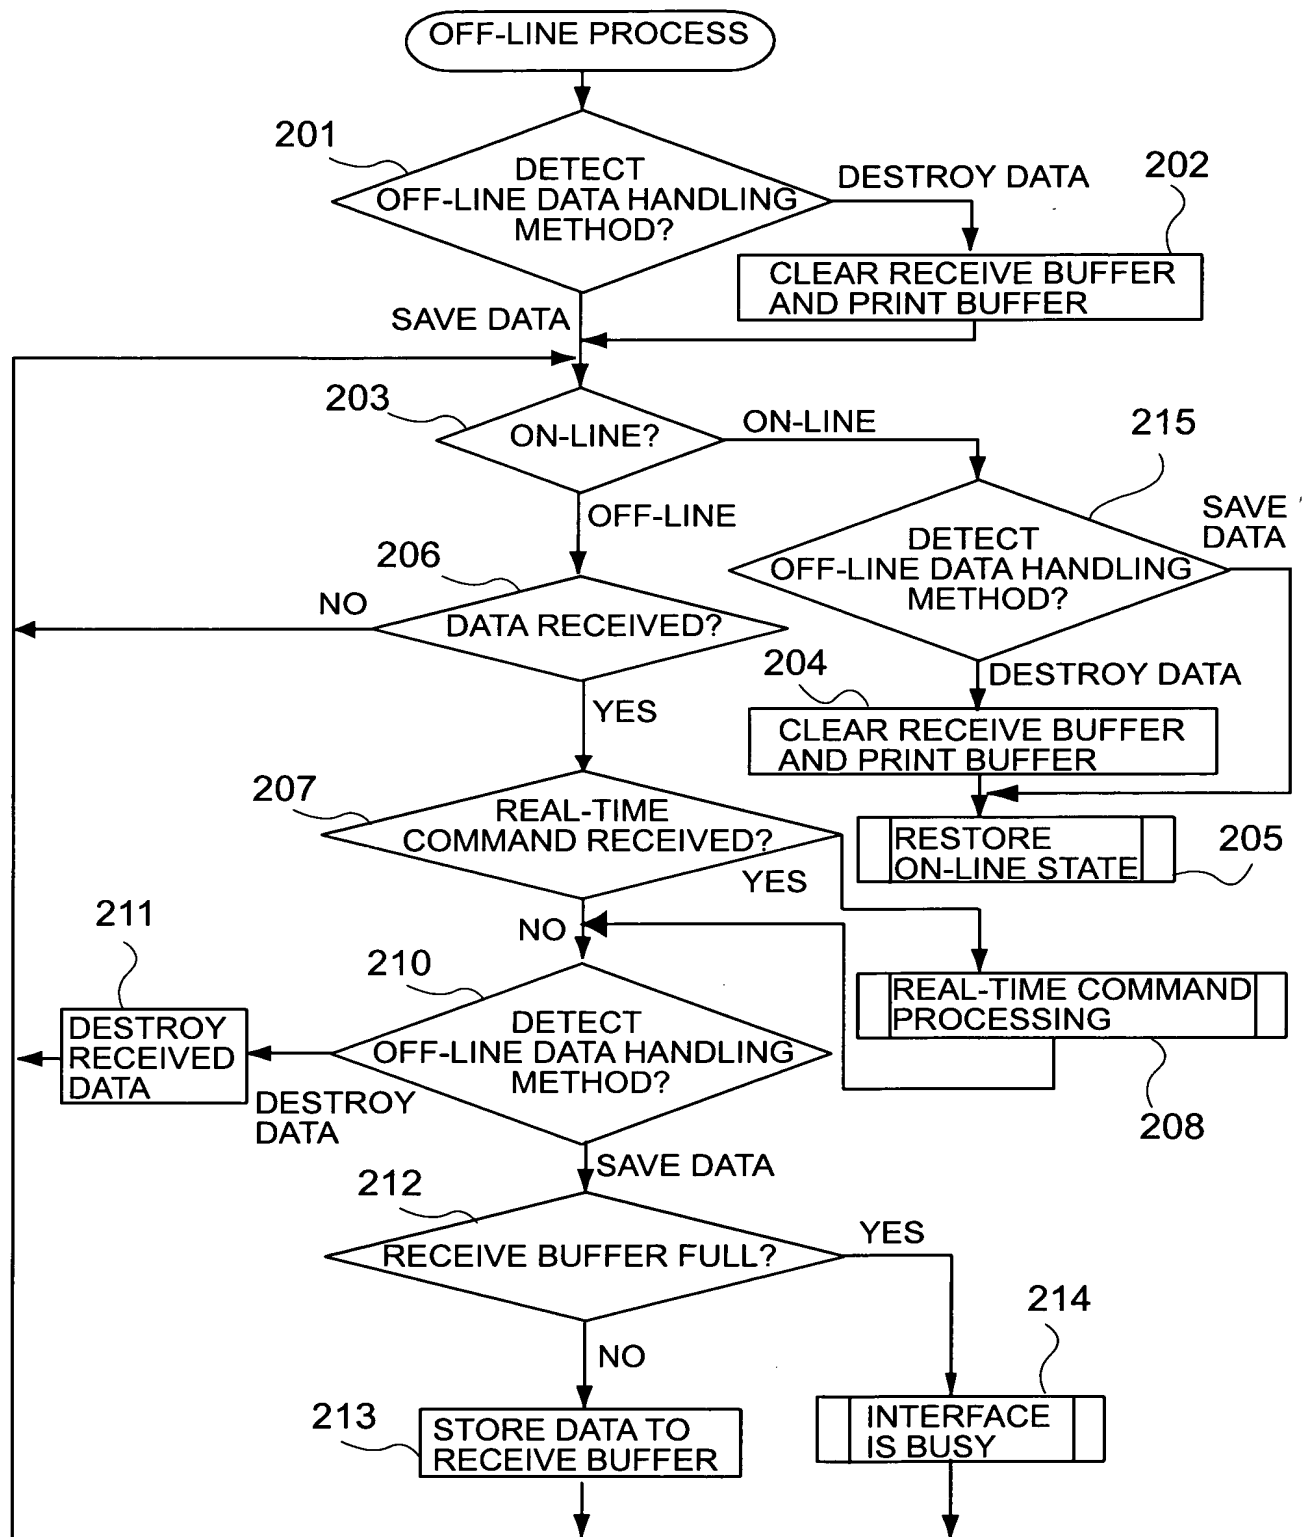 OFF-LINE PROCESS
201
DETECT
OFF-LINE DATA HANDLING
METHOD?
DESTROY DATA
202
CLEAR RECEIVE BUFFER
AND PRINT BUFFER
SAVE DATA
203
ON-LINE?
ON-LINE
215
OFF-LINE
SAVE
DATA
DETECT
OFF-LINE DATA HANDLING
METHOD?
206
NO
DATA RECEIVED?
204
DESTROY DATA
YES
CLEAR RECEIVE BUFFER
AND PRINT BUFFER
207
REAL-TIME
COMMAND RECEIVED?
YES
RESTORE
ON-LINE STATE
205
211
NO
210
REAL-TIME COMMAND
PROCESSING
DESTROY
RECEIVED
DATA
DETECT
OFF-LINE DATA HANDLING
METHOD?
DESTROY
DATA
208
SAVE DATA
212
RECEIVE BUFFER FULL?
YES
214
NO
213
STORE DATA TO
RECEIVE BUFFER
INTERFACE
IS BUSY